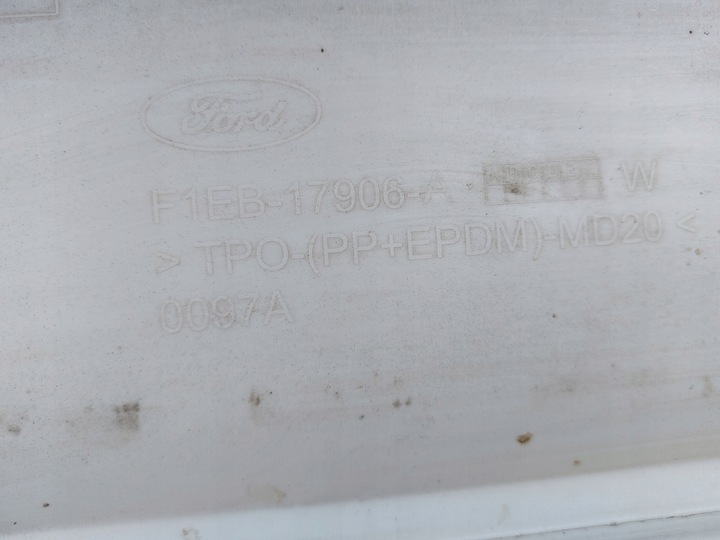 Ford
F1EB-17906-A W
> TPO-(PP+EPDM)-MD20 <
0097A